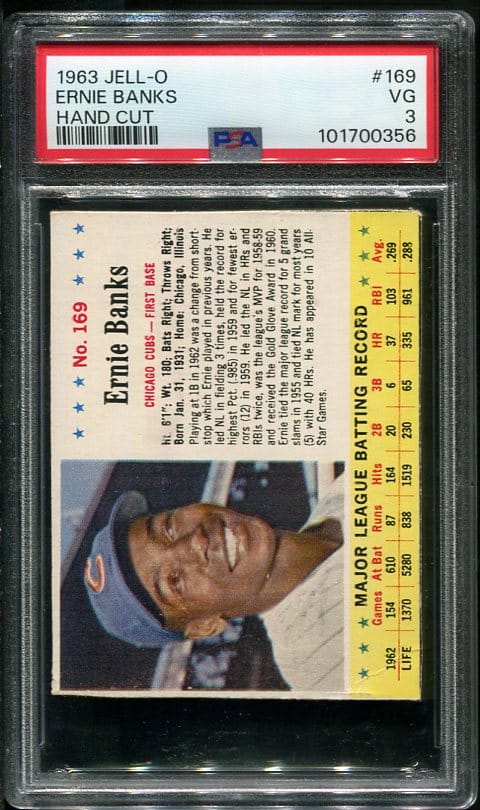 1963 JELL-O #169
ERNIE BANKS VG
HAND CUT 3
PSA 101700356
No. 169
Ernie Banks
CHICAGO CUBS — FIRST BASE
Ht. 6'1"; Wt. 180; Bats Right; Throws Right;
Born Jan. 31, 1931; Home: Chicago, Illinois
Playing at 1B in 1962 was a change from short-
stop which Ernie played in previous years. He
led NL in fielding 3 times, held the record for
highest Pct. (.985) in 1959 and for fewest er-
rors (12) in 1959. He led the NL in HRs and
RBIs twice, was the league's MVP for 1958-59
and received the Gold Glove Award in 1960.
Ernie tied the major league record for 5 grand
slams in 1955 and tied NL mark for most years
(5) with 40 HRs. He has appeared in 10 All-
Star Games.
C
MAJOR LEAGUE BATTING RECORD
Games At Bat Runs Hits 2B 3B HR RBI Avg.
1962 154 610 87 164 20 6 37 103 .269
LIFE 1370 5280 838 1519 230 65 335 961 .288